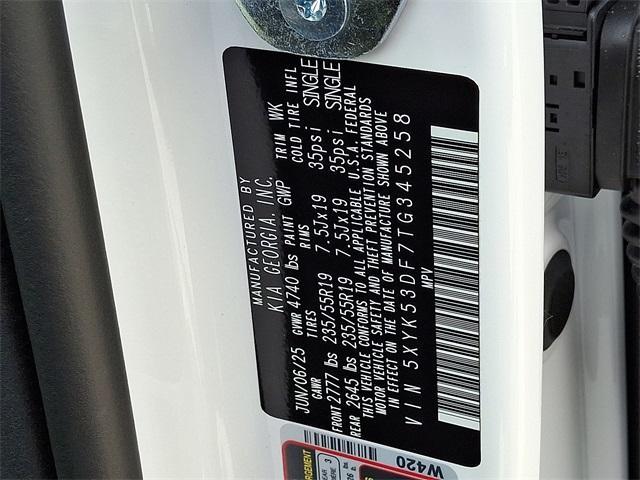 MANUFACTURED BY
KIA GEORGIA, INC.
JUN/06/25 GVWR 4740 lbs PAINT GWP TRIM WK
GAWR TIRES RIMS COLD TIRE INFL
FRONT 2777 lbs 235/55R19 7.5Jx19 35psi SINGLE
REAR 2645 lbs 235/55R19 7.5Jx19 35psi SINGLE
THIS VEHICLE CONFORMS TO ALL APPLICABLE U.S.A. FEDERAL
MOTOR VEHICLE SAFETY AND THEFT PREVENTION STANDARDS
IN EFFECT ON THE DATE OF MANUFACTURE SHOWN ABOVE
VIN 5XYK53DF7TG345258
MPV
W420